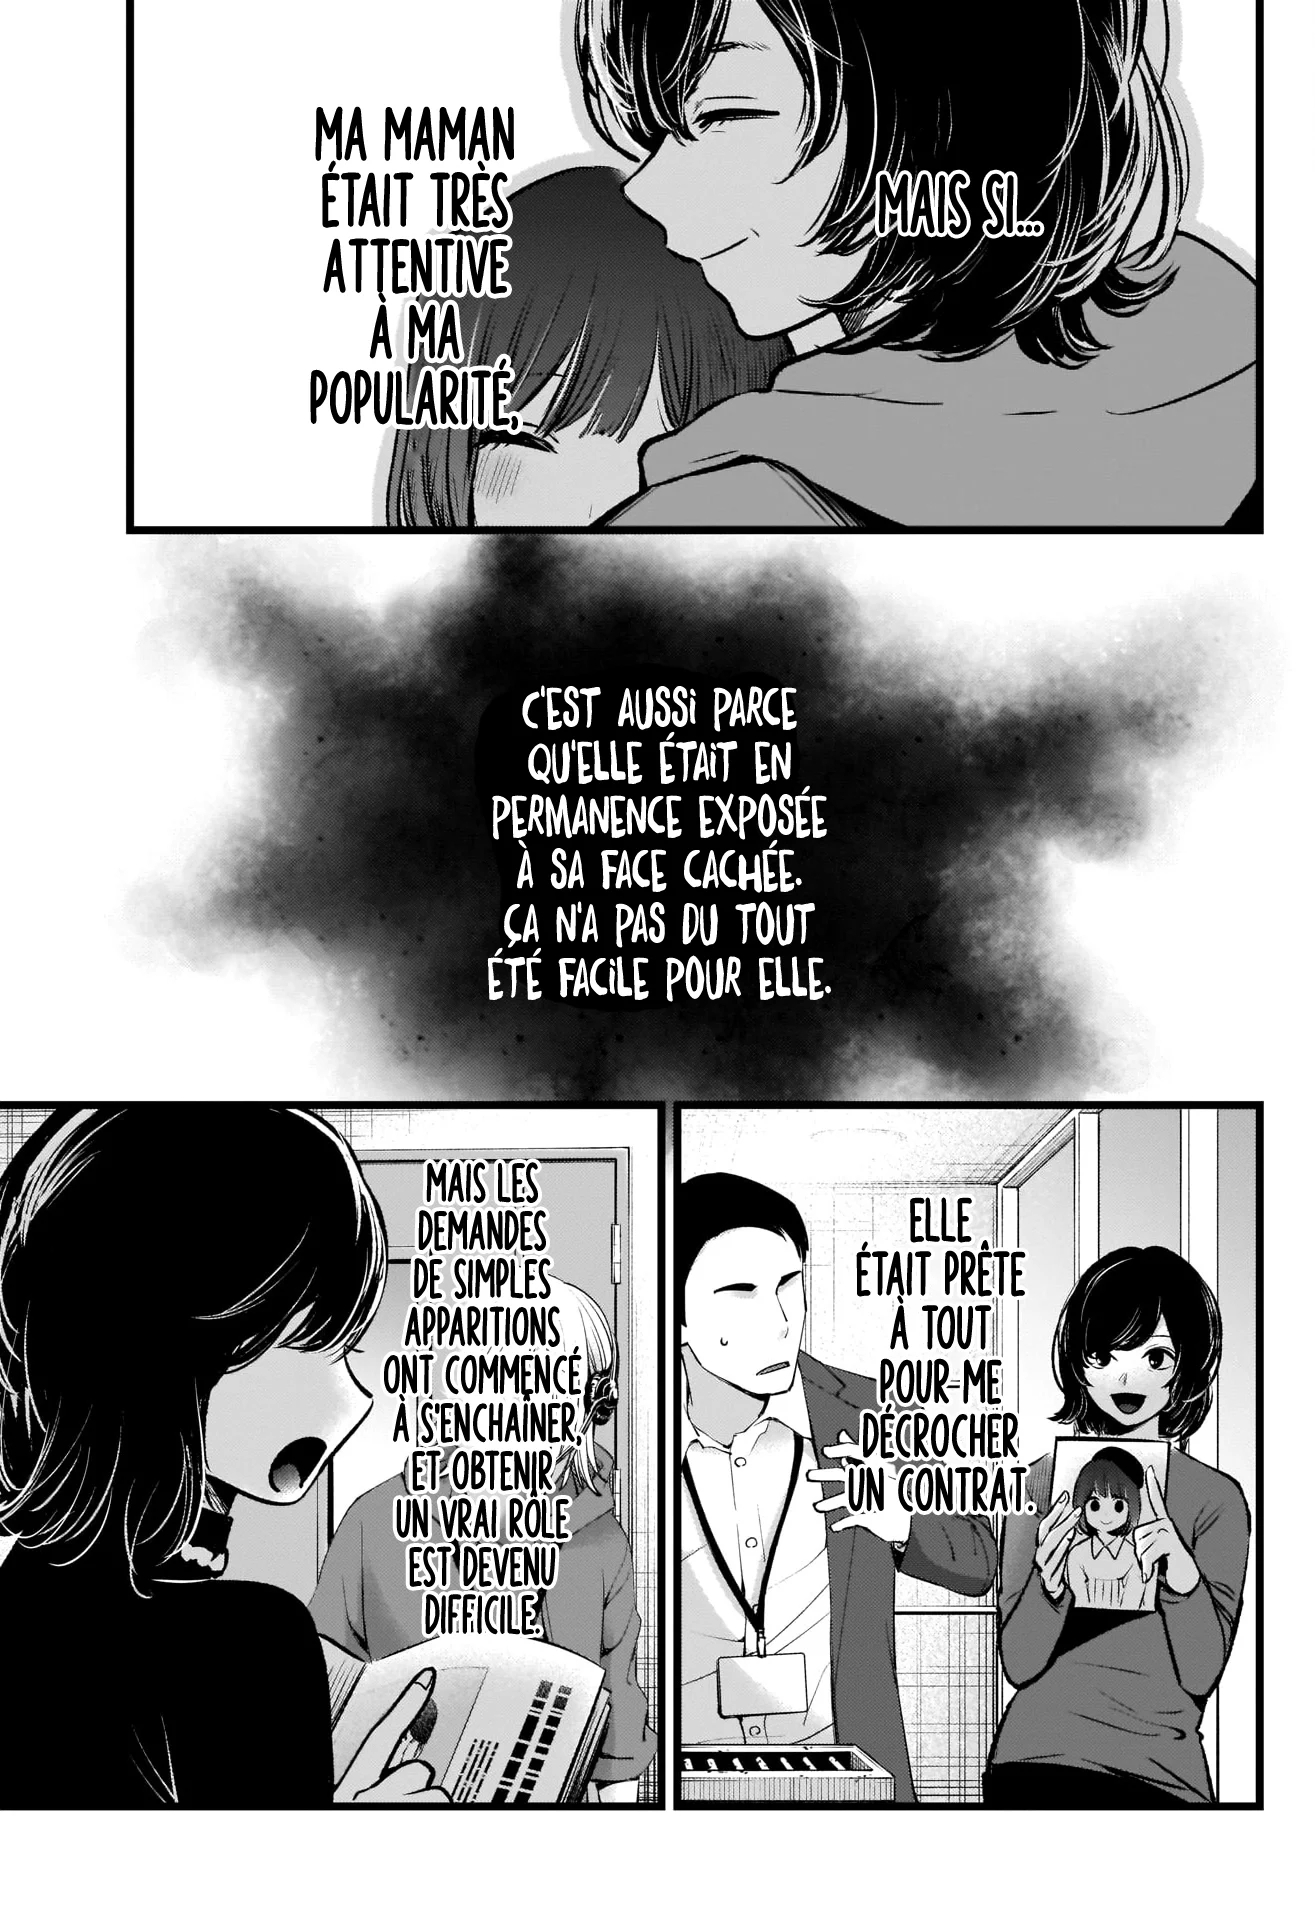 MAIS SI...
MA MAMAN
ÉTAIT TRÈS
ATTENTIVE
À MA
POPULARITÉ,
C'EST AUSSI PARCE
QU'ELLE ÉTAIT EN
PERMANENCE EXPOSÉE
À SA FACE CACHÉE.
ÇA N'A PAS DU TOUT
ÉTÉ FACILE POUR ELLE.
ELLE
ÉTAIT PRÊTE
À TOUT
POUR ME
DÉCROCHER
UN CONTRAT.
MAIS LES
DEMANDES
DE SIMPLES
APPARITIONS
ONT COMMENCÉ
À S'ENCHAÎNER,
ET OBTENIR
UN VRAI RÔLE
EST DEVENU
DIFFICILE.